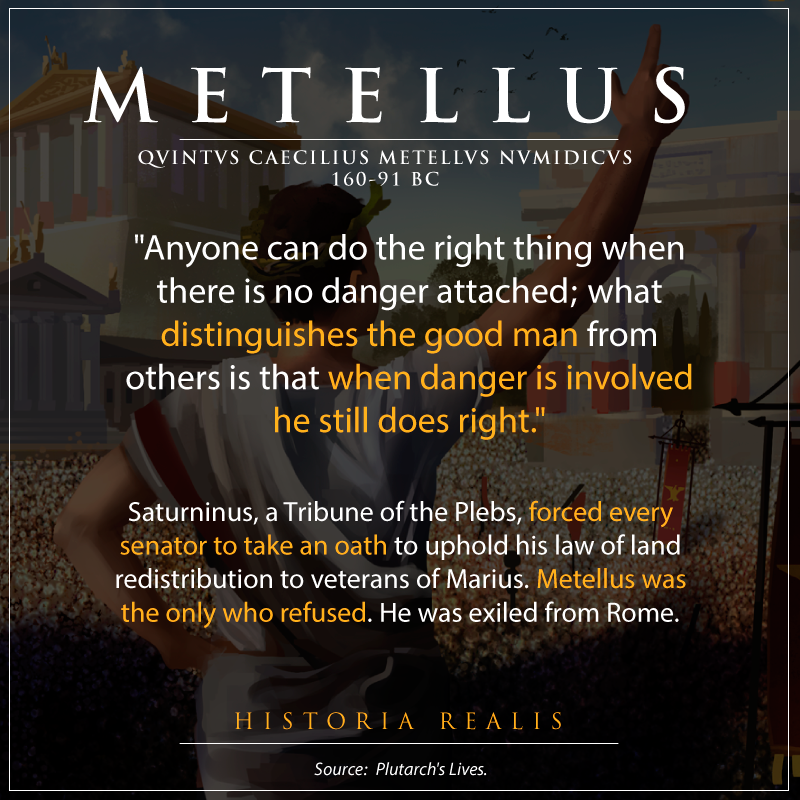 METELLUS
QVINTVS CAECILIUS METELLVS NVMIDICVS
160-91 BC
"Anyone can do the right thing when
there is no danger attached; what
distinguishes the good man from
others is that when danger is involved
he still does right."
Saturninus, a Tribune of the Plebs, forced every
senator to take an oath to uphold his law of land
redistribution to veterans of Marius. Metellus was
the only who refused. He was exiled from Rome.
HISTORIA REALIS
Source: Plutarch's Lives.